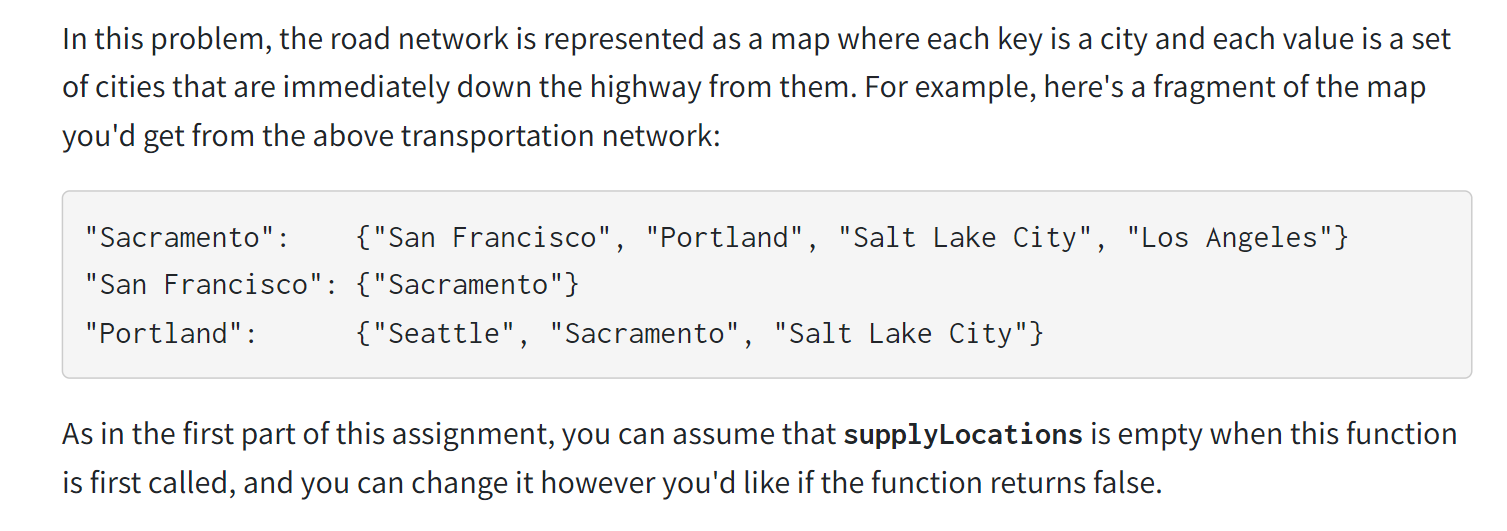 In this problem, the road network is represented as a map where each key is a city and each value is a set
of cities that are immediately down the highway from them. For example, here's a fragment of the map
you'd get from the above transportation network:
"Sacramento":    {"San Francisco", "Portland", "Salt Lake City", "Los Angeles"}
"San Francisco": {"Sacramento"}
"Portland":      {"Seattle", "Sacramento", "Salt Lake City"}
As in the first part of this assignment, you can assume that supplyLocations is empty when this function
is first called, and you can change it however you'd like if the function returns false.